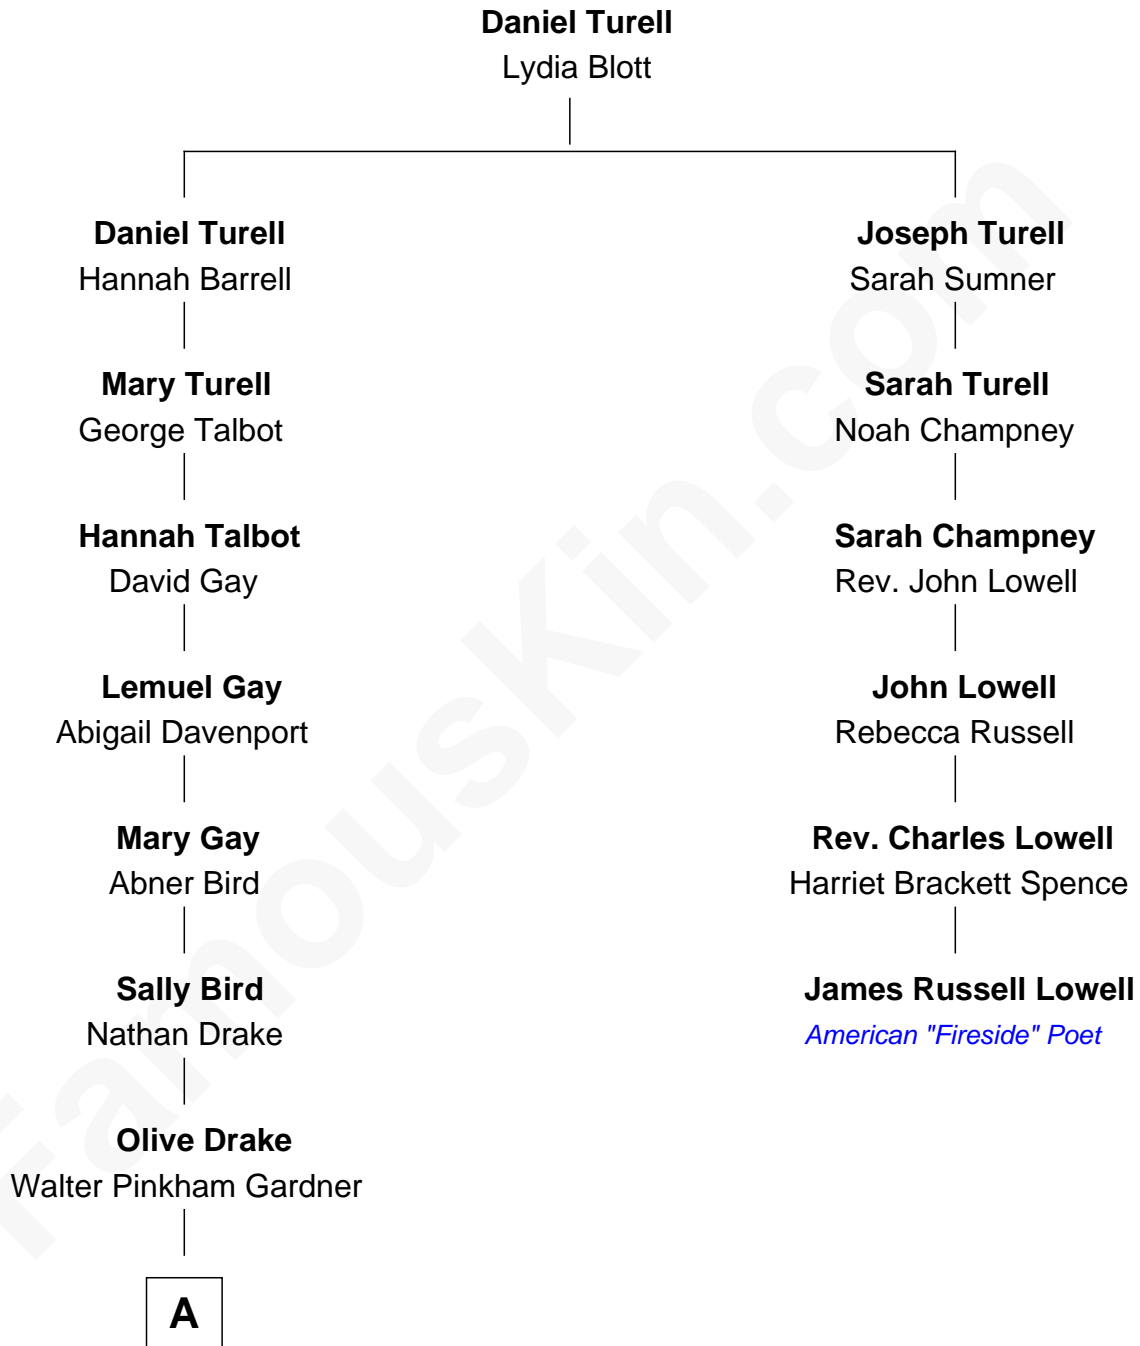 Daniel Turell
Lydia Blott
Daniel Turell
Hannah Barrell
Joseph Turell
Sarah Sumner
Mary Turell
George Talbot
Sarah Turell
Noah Champney
Hannah Talbot
David Gay
Sarah Champney
Rev. John Lowell
Lemuel Gay
Abigail Davenport
John Lowell
Rebecca Russell
Mary Gay
Abner Bird
Rev. Charles Lowell
Harriet Brackett Spence
Sally Bird
Nathan Drake
James Russell Lowell
American "Fireside" Poet
Olive Drake
Walter Pinkham Gardner
A
FamousKin.com